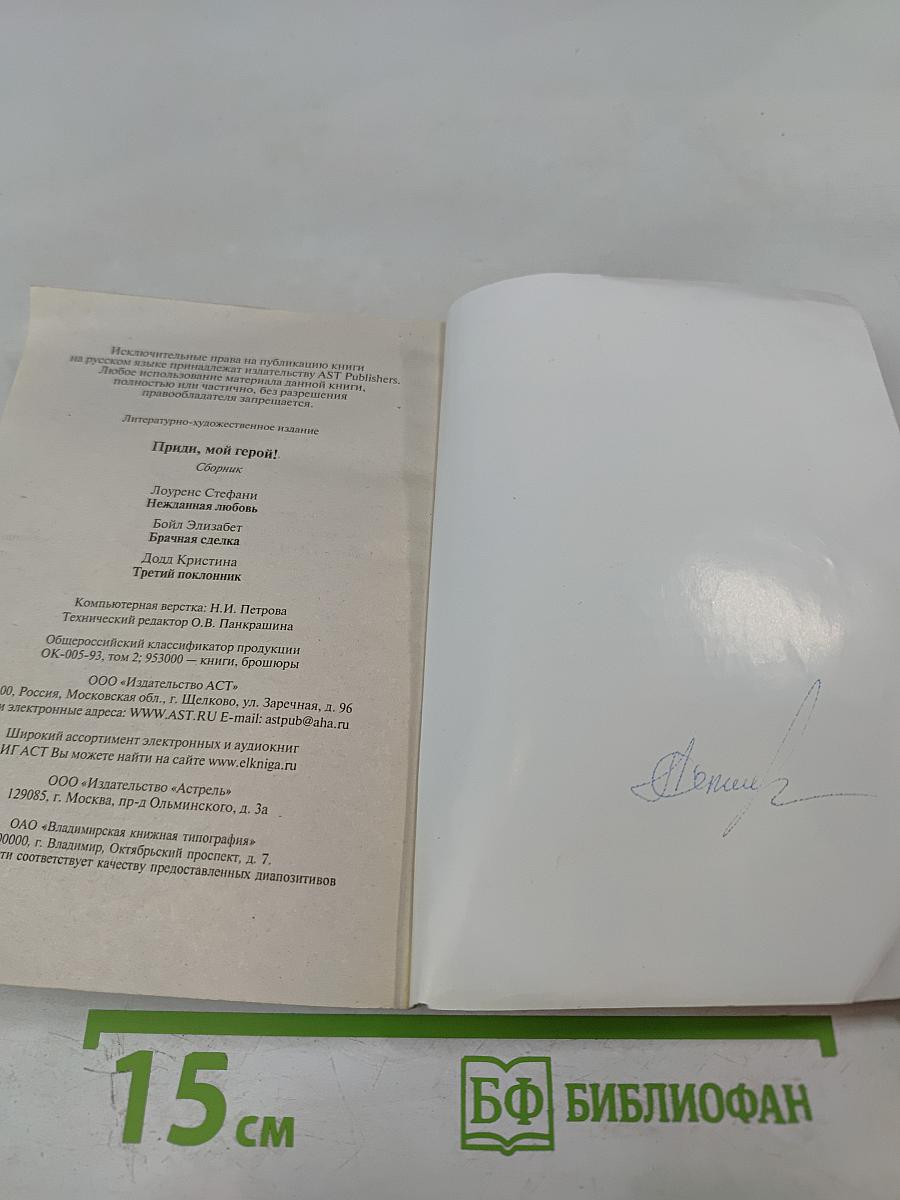 Исключительные права на публикацию книги
на русском языке принадлежат издательству AST Publishers.
Любое использование материала данной книги,
полностью или частично, без разрешения
правообладателя запрещается.
Литературно-художественное издание
Приди, мой герой!
Сборник
Лоуренс Стефани
Нежданная любовь
Бойл Элизабет
Брачная сделка
Додд Кристина
Третий поклонник
Компьютерная верстка: Н.И. Петрова
Технический редактор О.В. Панкрашина
Общероссийский классификатор продукции
ОК-005-93, том 2; 953000 — книги, брошюры
ООО «Издательство АСТ»
00, Россия, Московская обл., г. Щелково, ул. Заречная, д. 96
и электронные адреса: WWW.AST.RU E-mail: astpub@aha.ru
Широкий ассортимент электронных и аудиокниг
ИГ АСТ Вы можете найти на сайте www.elkniga.ru
ООО «Издательство «Астрель»
129085, г. Москва, пр-д Ольминского, д. 3а
ОАО «Владимирская книжная типография»
00000, г. Владимир, Октябрьский проспект, д. 7.
ти соответствует качеству предоставленных диапозитивов
15 см
БФ БИБЛИОФАН